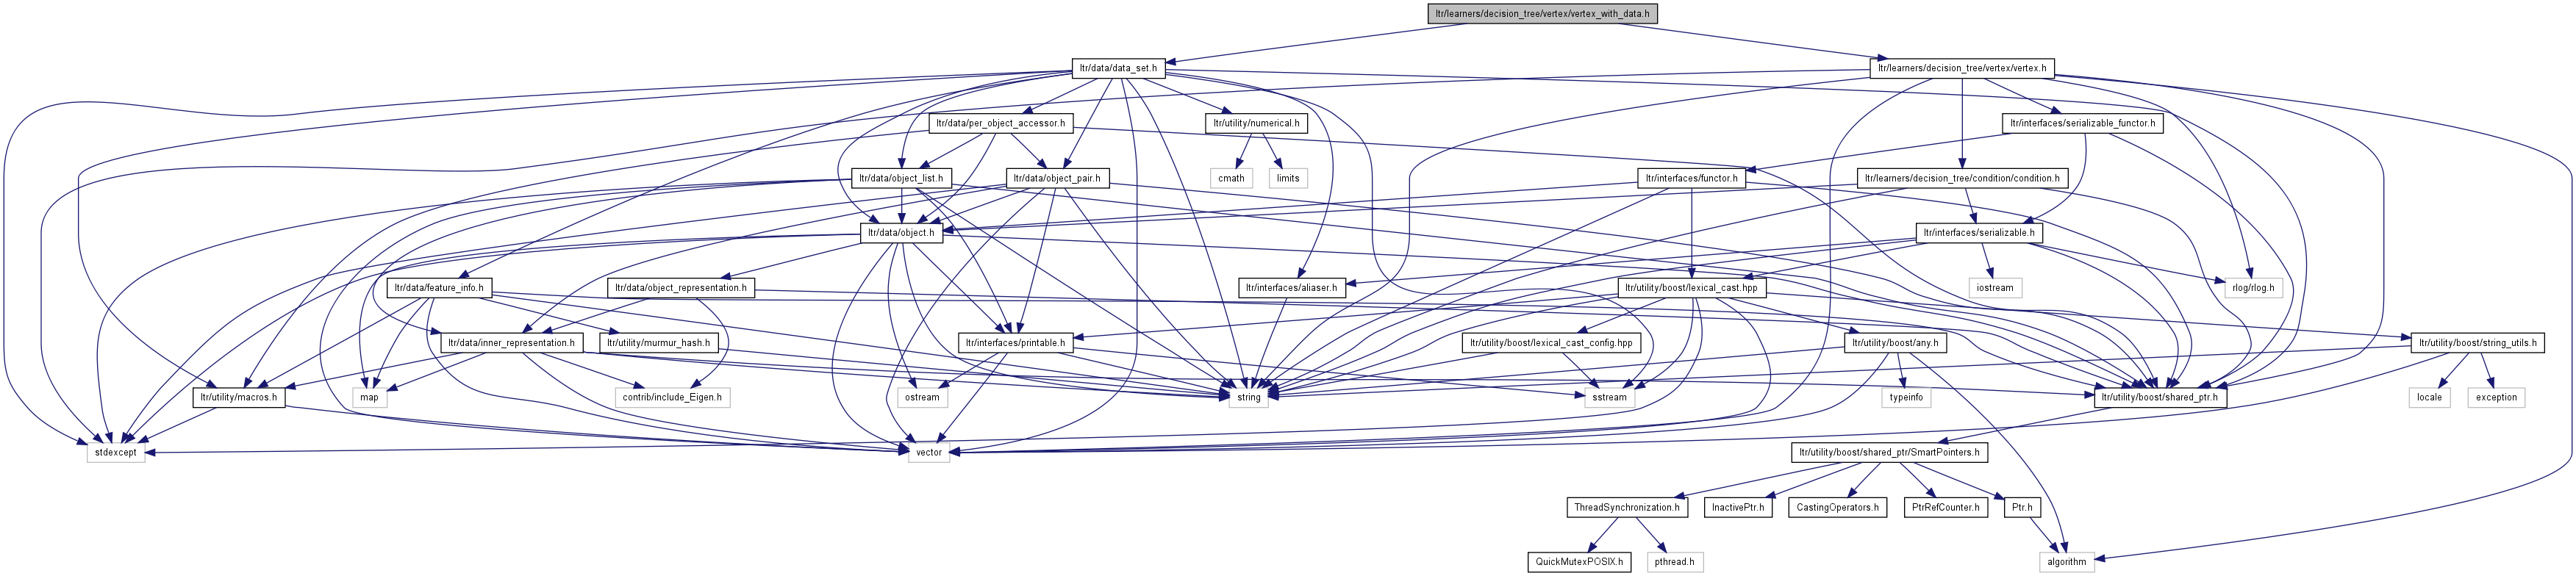 ltr/learners/decision_tree/vertex/vertex_with_data.h
ltr/data/data_set.h
ltr/learners/decision_tree/vertex/vertex.h
ltr/data/per_object_accessor.h
ltr/utility/numerical.h
ltr/interfaces/serializable_functor.h
ltr/data/object_list.h
ltr/data/object_pair.h
cmath
limits
ltr/interfaces/functor.h
ltr/learners/decision_tree/condition/condition.h
ltr/data/object.h
ltr/interfaces/serializable.h
ltr/data/feature_info.h
ltr/data/object_representation.h
ltr/interfaces/aliaser.h
ltr/utility/boost/lexical_cast.hpp
iostream
rlog/rlog.h
ltr/data/inner_representation.h
ltr/utility/murmur_hash.h
ltr/interfaces/printable.h
ltr/utility/boost/lexical_cast_config.hpp
ltr/utility/boost/any.h
ltr/utility/boost/string_utils.h
ltr/utility/macros.h
map
contrib/include_Eigen.h
ostream
string
sstream
typeinfo
ltr/utility/boost/shared_ptr.h
locale
exception
stdexcept
vector
ltr/utility/boost/shared_ptr/SmartPointers.h
ThreadSynchronization.h
InactivePtr.h
CastingOperators.h
PtrRefCounter.h
Ptr.h
QuickMutexPOSIX.h
pthread.h
algorithm